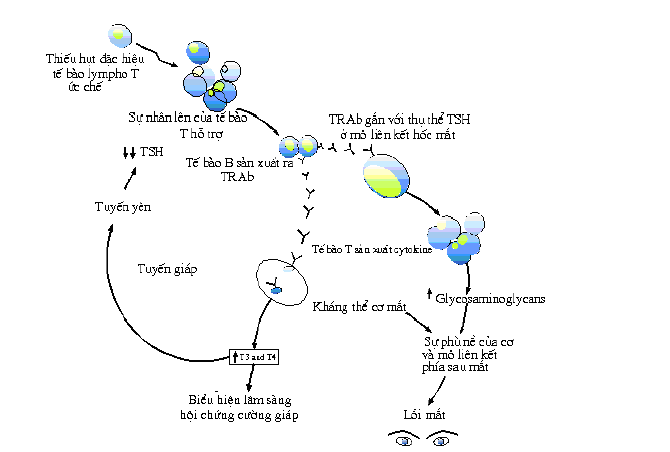 Thiếu hụt đặc hiệu
tế bào lympho T
ức chế
Sự nhân lên của tế bào
T hỗ trợ
TRAb gắn với thụ thể TSH
ở mô liên kết hốc mắt
TSH
Tế bào B sản xuất ra
TRAb
Tuyến yên
Tế bào T sản xuất cytokine
Tuyến giáp
Glycosaminoglycans
Kháng thể cơ mắt
Sự phù nề của cơ
và mô liên kết
phía sau mắt
T3 and T4
Biểu hiện lâm sàng
hội chứng cường giáp
Lồi mắt